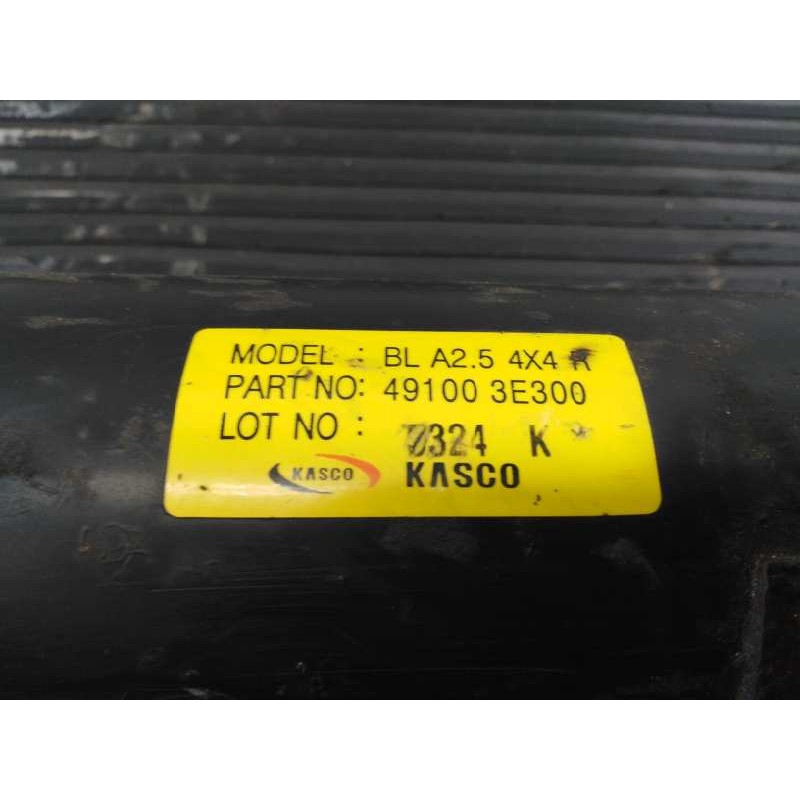 MODEL : BL A2.5 4X4 R
PART NO: 49100 3E300
LOT NO : 0324 K
KASCO KASCO